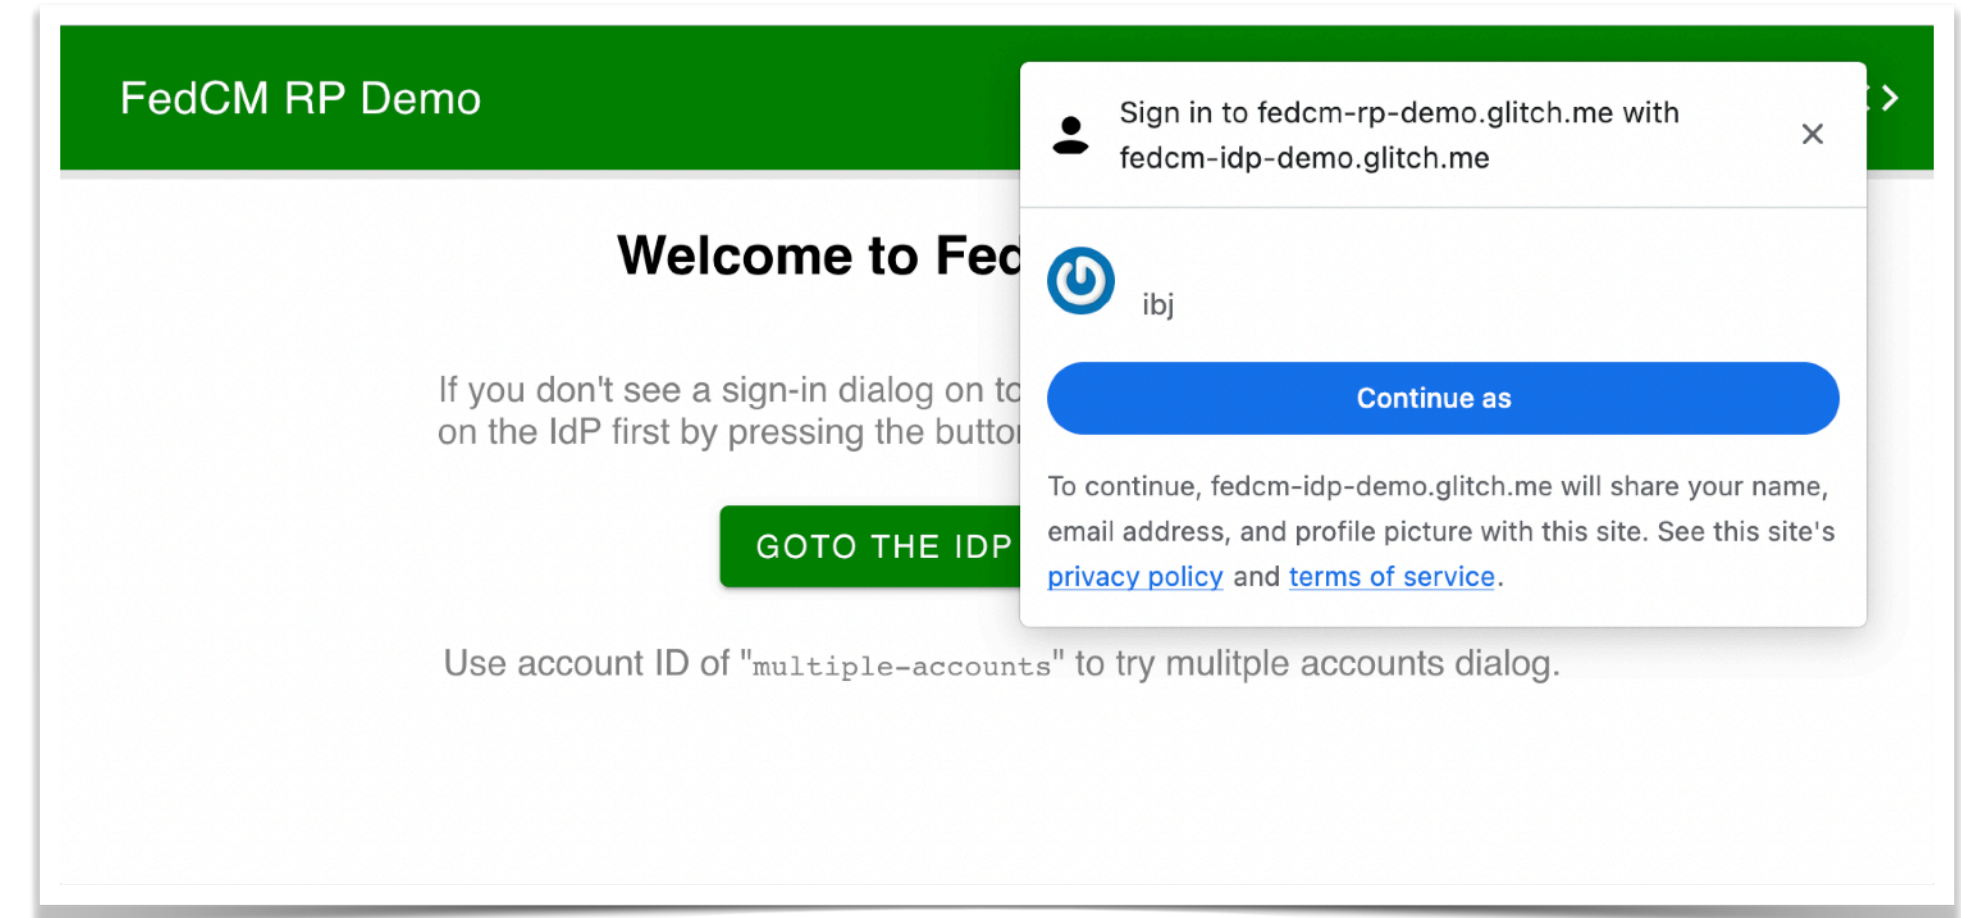 FedCM RP Demo
Sign in to fedcm-rp-demo.glitch.me with
fedcm-idp-demo.glitch.me
Welcome to
ibj
If you don't see a sign-in dialog on
on the IdP first by pressing the
Continue as
To continue, fedcm-idp-demo.glitch.me will share your name,
email address, and profile picture with this site. See this site's
privacy policy and terms of service.
GOTO THE IDP
Use account ID of "multiple-accounts" to try mulitple accounts dialog.